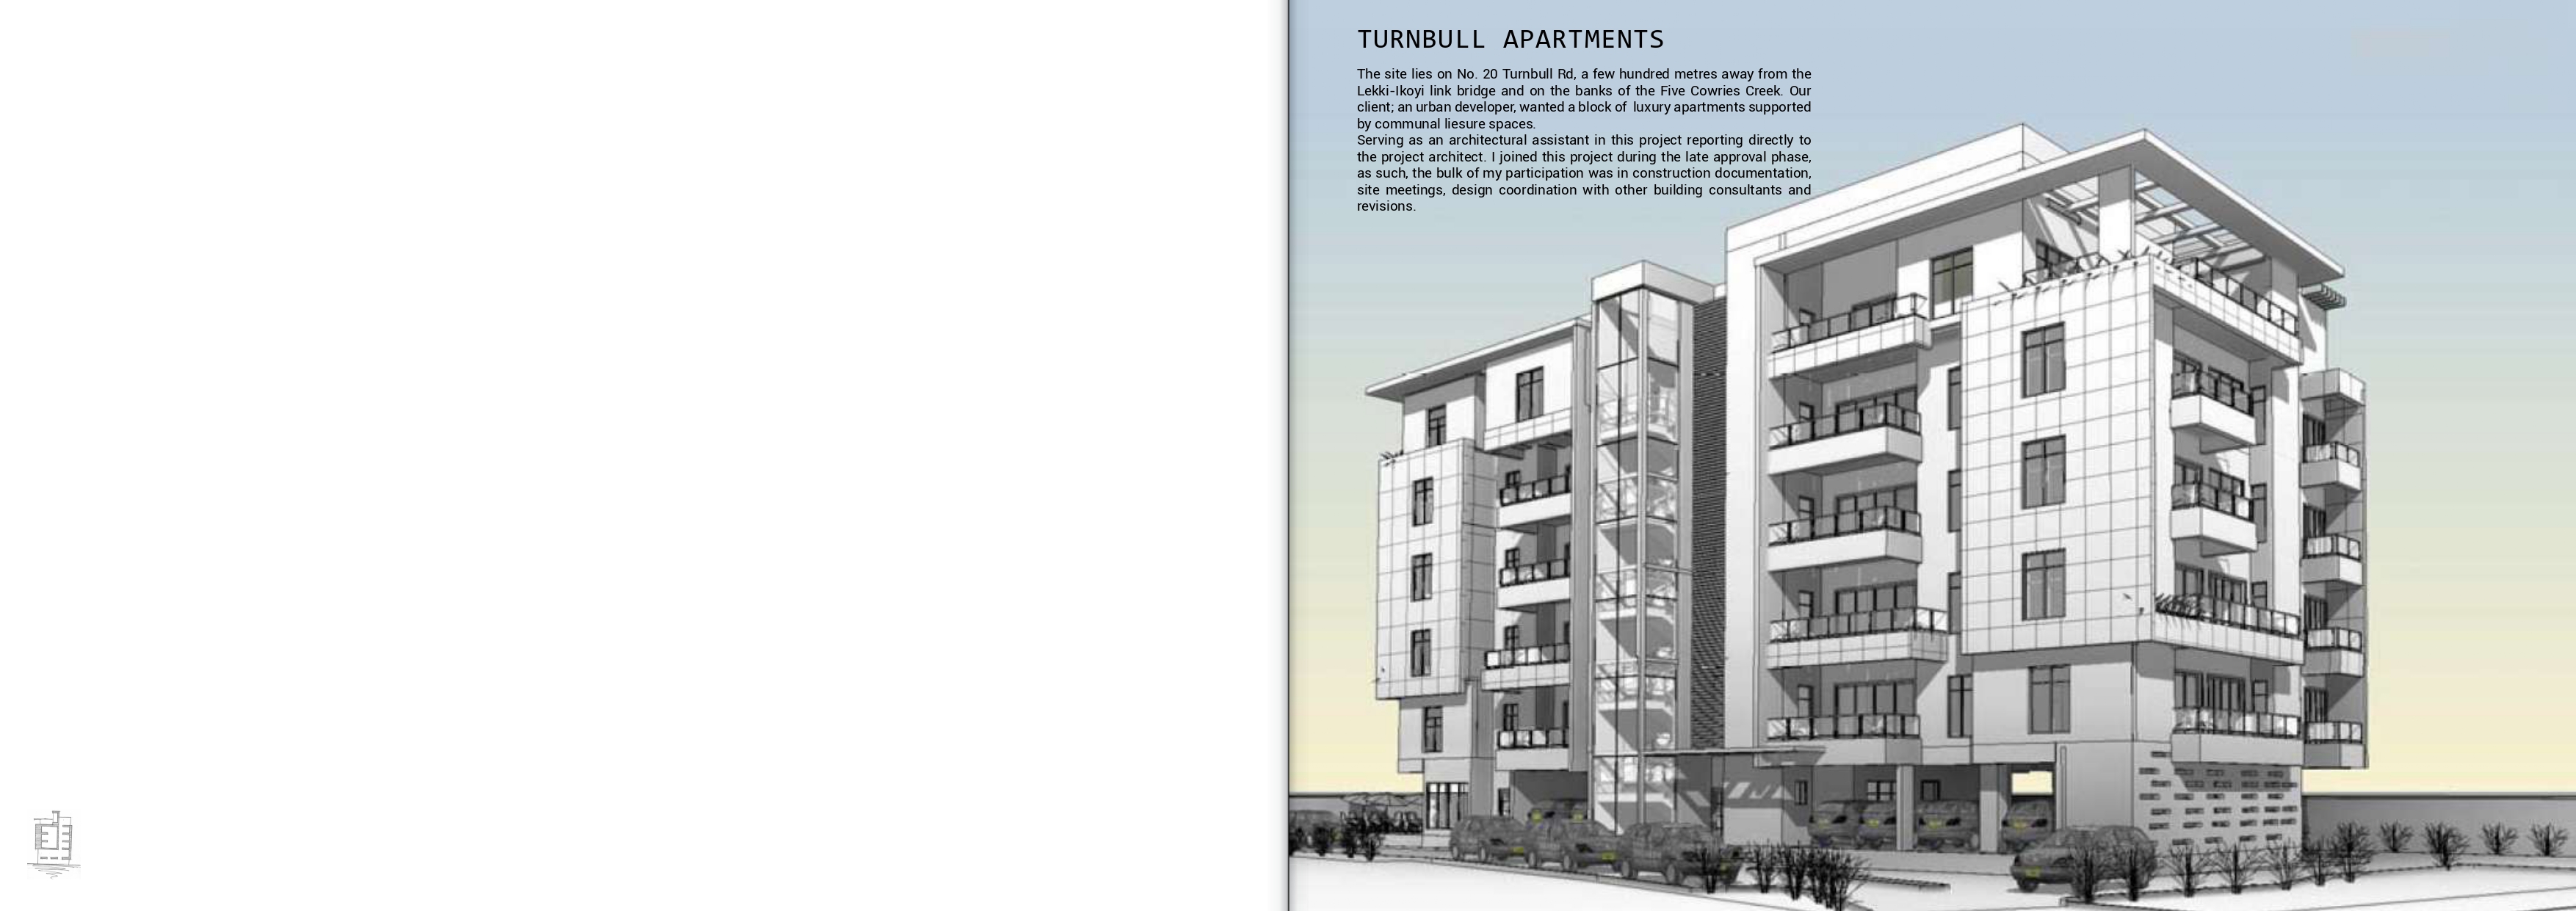 TURNBULL APARTMENTS
The site lies on No. 20 Turnbull Rd, a few hundred metres away from the
Lekki-Ikoyi link bridge and on the banks of the Five Cowries Creek. Our
client; an urban developer, wanted a block of luxury apartments supported
by communal liesure spaces.
Serving as an architectural assistant in this project reporting directly to
the project architect. I joined this project during the late approval phase,
as such, the bulk of my participation was in construction documentation,
site meetings, design coordination with other building consultants and
revisions.